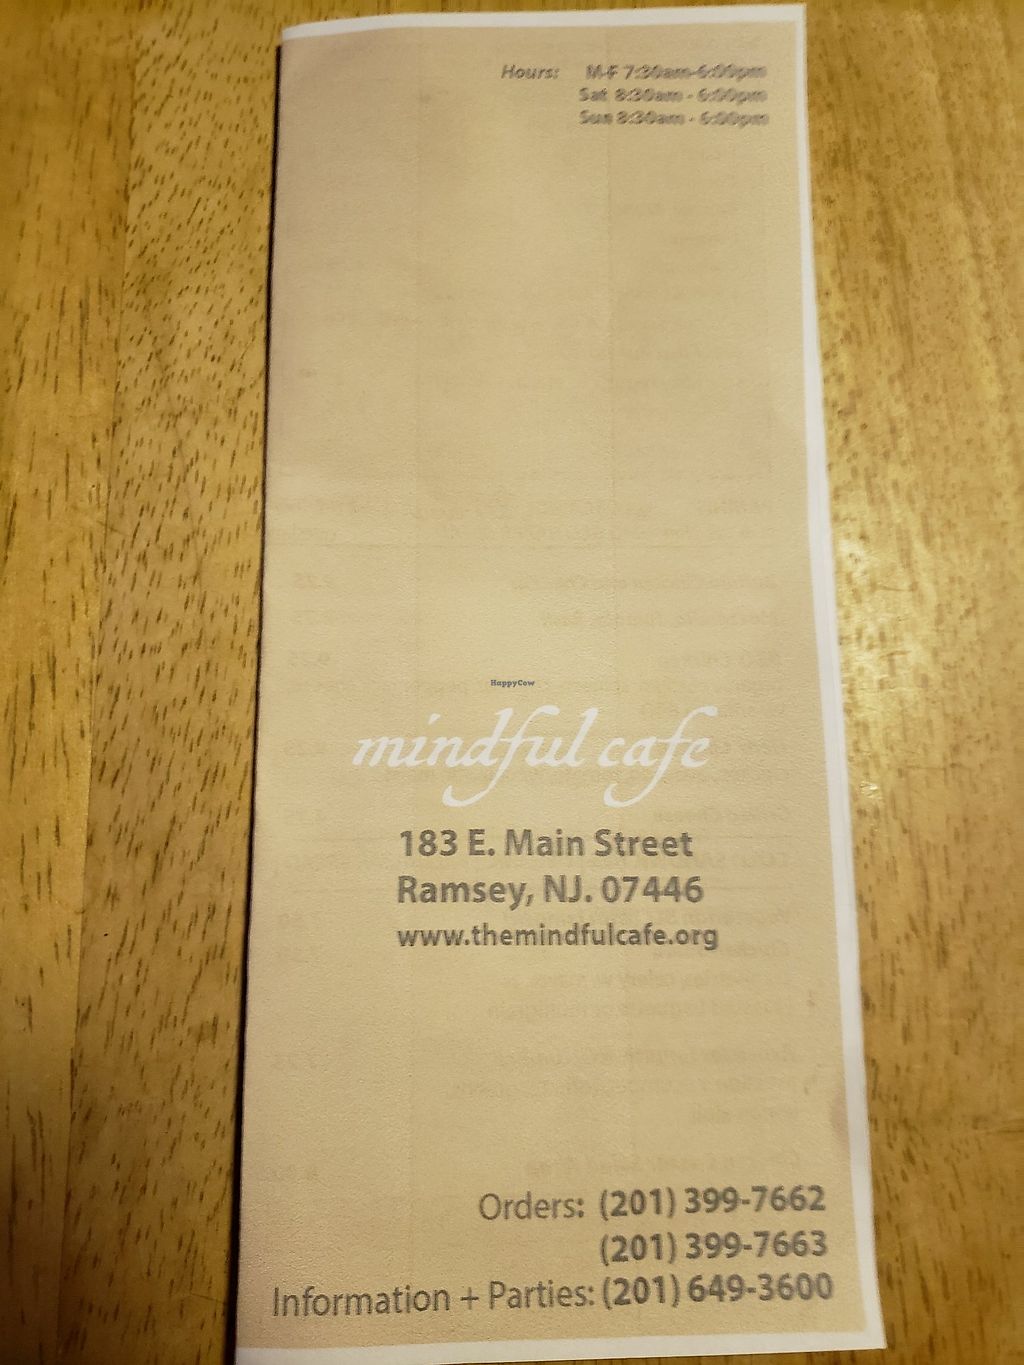 Hours: M-F 7:30am-6:00pm
Sat 8:30am - 6:00pm
Sun 8:30am - 6:00pm
HappyCow
mindful cafe
183 E. Main Street
Ramsey, NJ. 07446
www.themindfulcafe.org
Orders: (201) 399-7662
(201) 399-7663
Information + Parties: (201) 649-3600